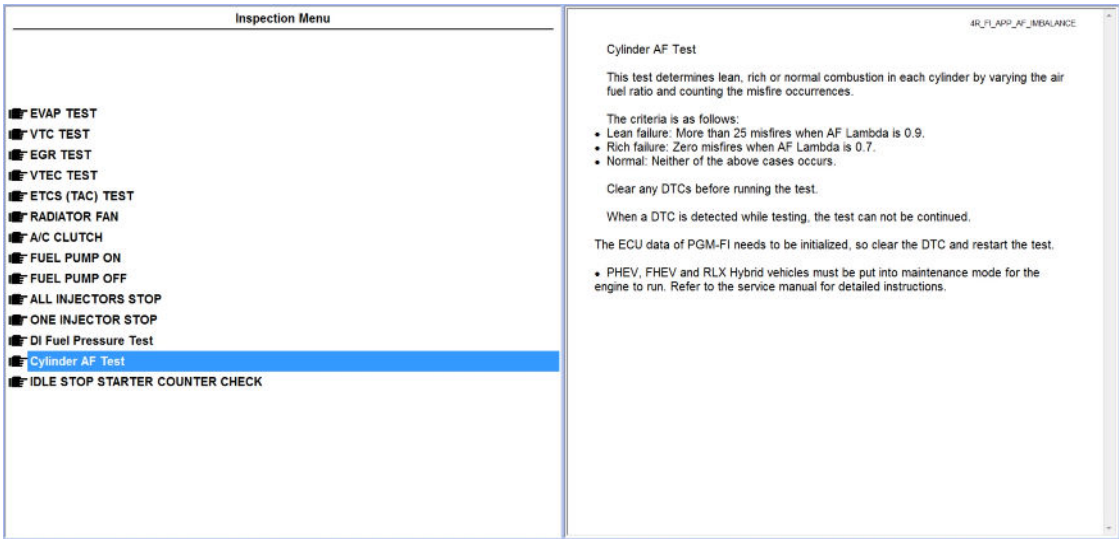 Inspection Menu
EVAP TEST
VTC TEST
EGR TEST
VTEC TEST
ETCS (TAC) TEST
RADIATOR FAN
A/C CLUTCH
FUEL PUMP ON
FUEL PUMP OFF
ALL INJECTORS STOP
ONE INJECTOR STOP
DI Fuel Pressure Test
Cylinder AF Test
IDLE STOP STARTER COUNTER CHECK
4R_FI_APP_AF_IMBALANCE
Cylinder AF Test
This test determines lean, rich or normal combustion in each cylinder by varying the air
fuel ratio and counting the misfire occurrences.
The criteria is as follows:
• Lean failure: More than 25 misfires when AF Lambda is 0.9.
• Rich failure: Zero misfires when AF Lambda is 0.7.
• Normal: Neither of the above cases occurs.
Clear any DTCs before running the test.
When a DTC is detected while testing, the test can not be continued.
The ECU data of PGM-FI needs to be initialized, so clear the DTC and restart the test.
• PHEV, FHEV and RLX Hybrid vehicles must be put into maintenance mode for the
engine to run. Refer to the service manual for detailed instructions.